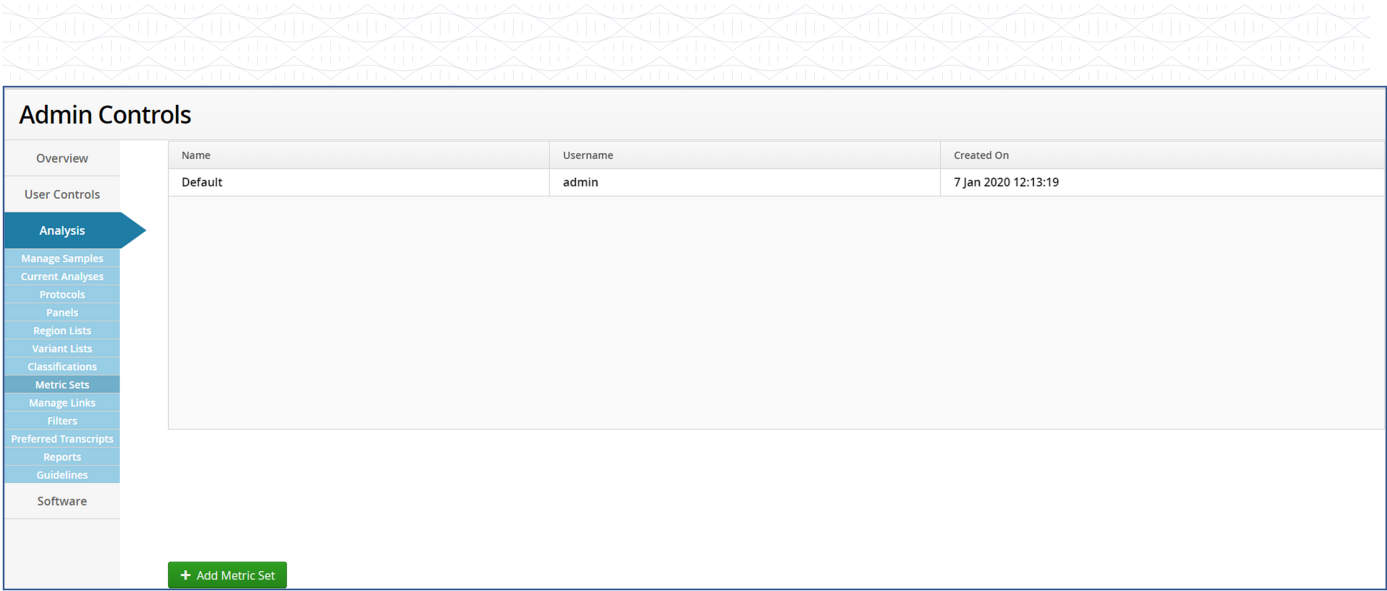 Admin Controls
Overview
User Controls
Analysis
Manage Samples
Current Analyses
Protocols
Panels
Region Lists
Variant Lists
Classifications
Metric Sets
Manage Links
Filters
Preferred Transcripts
Reports
Guidelines
Software
Name Username Created On
Default admin 7 Jan 2020 12:13:19
+ Add Metric Set